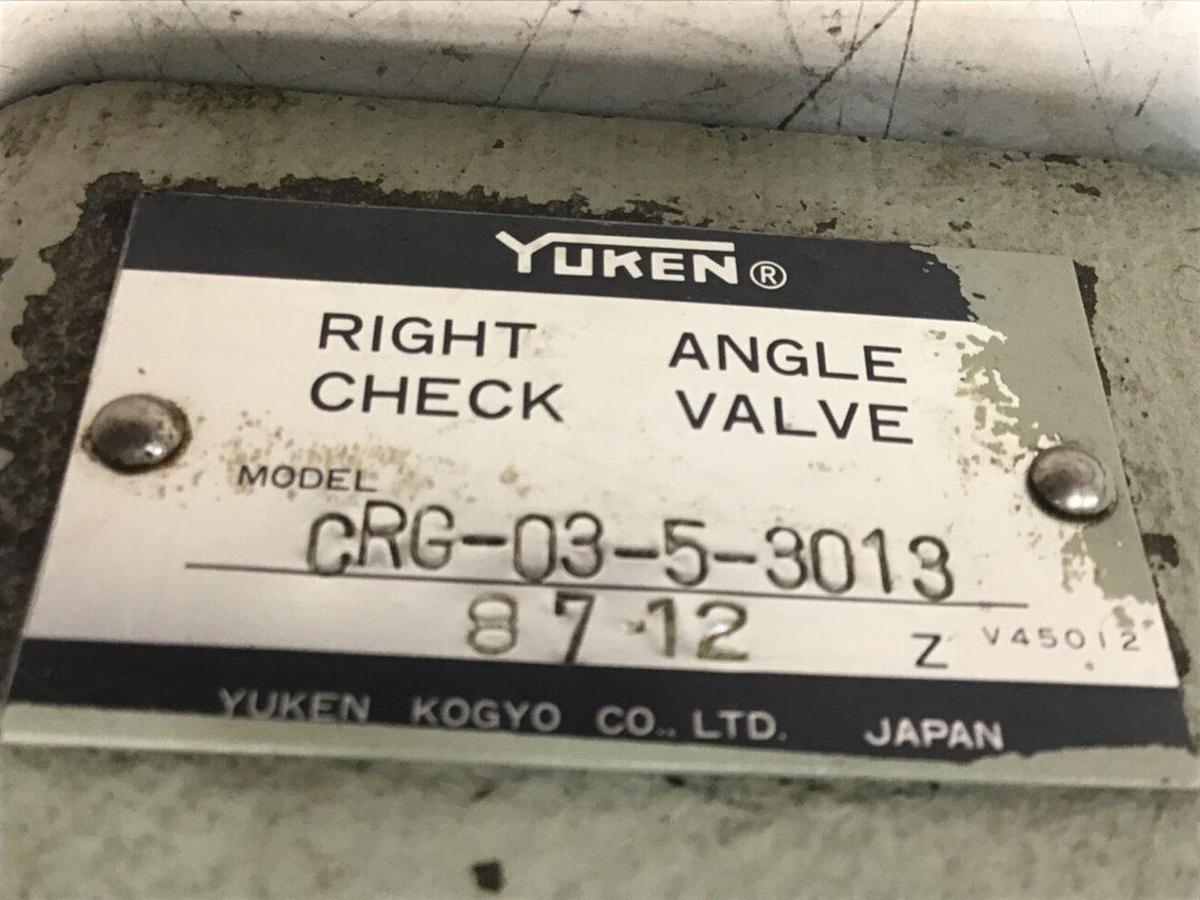 YUKEN®
RIGHT ANGLE
CHECK VALVE
MODEL
CRG-03-5-3013
87 12
Z V45012
YUKEN KOGYO CO., LTD. JAPAN